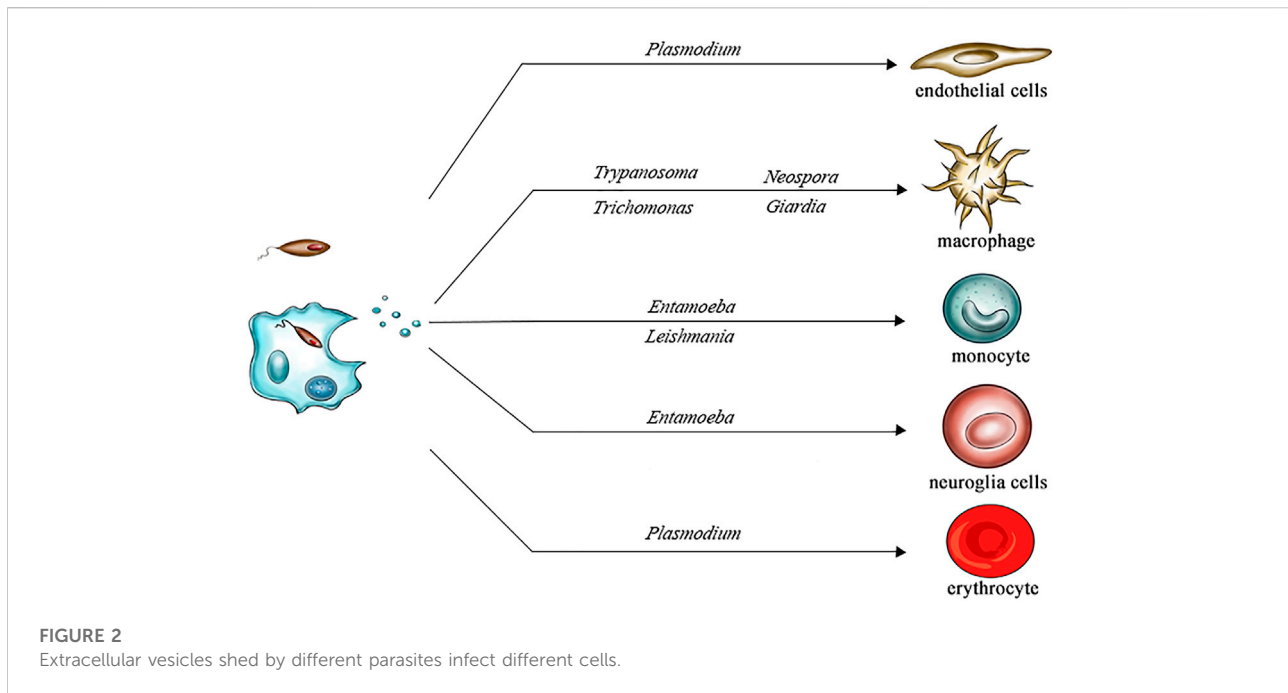 Plasmodium
endothelial cells
Trypanosoma Neospora
Trichomonas Giardia
macrophage
Entamoeba
Leishmania
monocyte
Entamoeba
neuroglia cells
Plasmodium
erythrocyte
FIGURE 2
Extracellular vesicles shed by different parasites infect different cells.